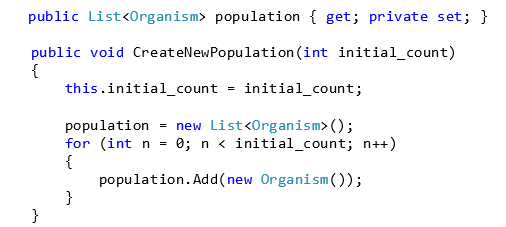 public List<Organism> population { get; private set; }
public void CreateNewPopulation(int initial_count)
{
this.initial_count = initial_count;
population = new List<Organism>();
for (int n = 0; n < initial_count; n++)
{
population.Add(new Organism());
}
}